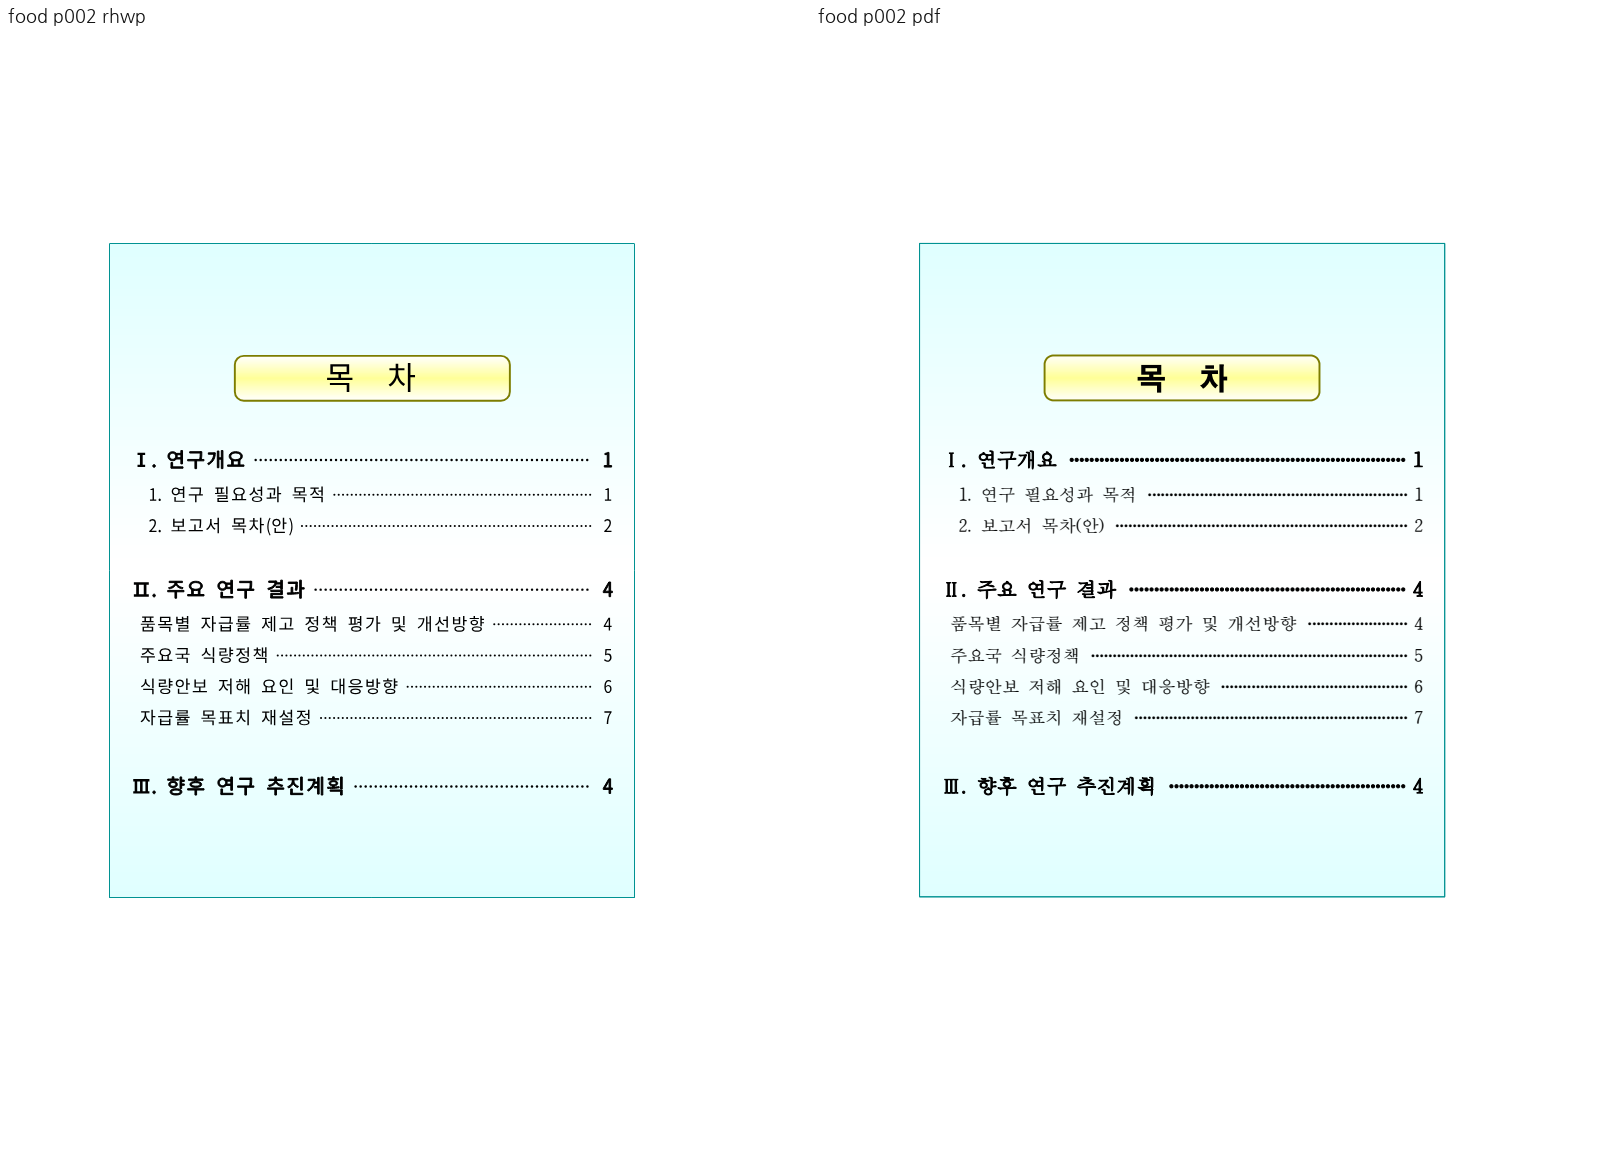 food p002 rhwp
목 차
Ⅰ. 연구개요 ························································ 1
1. 연구 필요성과 목적 ························································ 1
2. 보고서 목차(안) ························································ 2
Ⅱ. 주요 연구 결과 ························································ 4
품목별 자급률 제고 정책 평가 및 개선방향 ························ 4
주요국 식량정책 ························································ 5
식량안보 저해 요인 및 대응방향 ········································ 6
자급률 목표치 재설정 ························································ 7
Ⅲ. 향후 연구 추진계획 ················································ 4
food p002 pdf
목 차
Ⅰ. 연구개요 ························································ 1
1. 연구 필요성과 목적 ························································ 1
2. 보고서 목차(안) ························································ 2
Ⅱ. 주요 연구 결과 ························································ 4
품목별 자급률 제고 정책 평가 및 개선방향 ························ 4
주요국 식량정책 ························································ 5
식량안보 저해 요인 및 대응방향 ········································ 6
자급률 목표치 재설정 ························································ 7
Ⅲ. 향후 연구 추진계획 ················································ 4